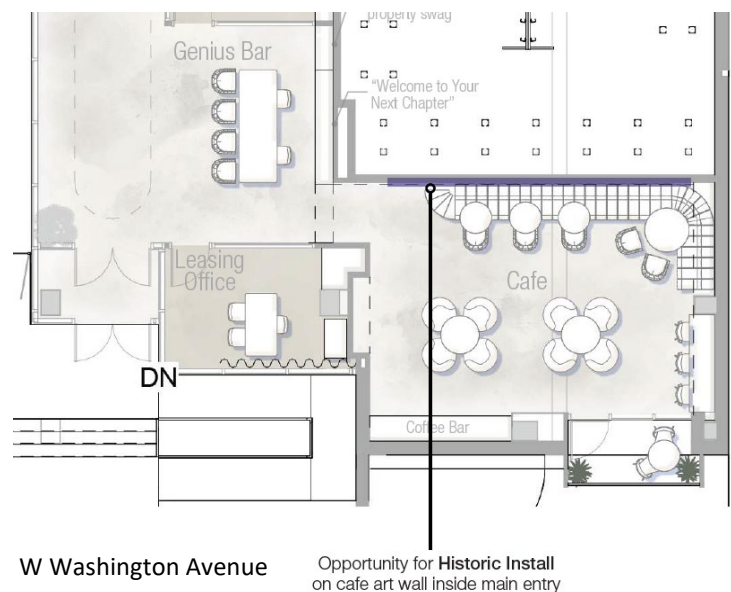 property swag
Genius Bar
"Welcome to Your
Next Chapter"
Leasing
Office
Cafe
DN
Coffee Bar
W Washington Avenue
Opportunity for Historic Install
on cafe art wall inside main entry